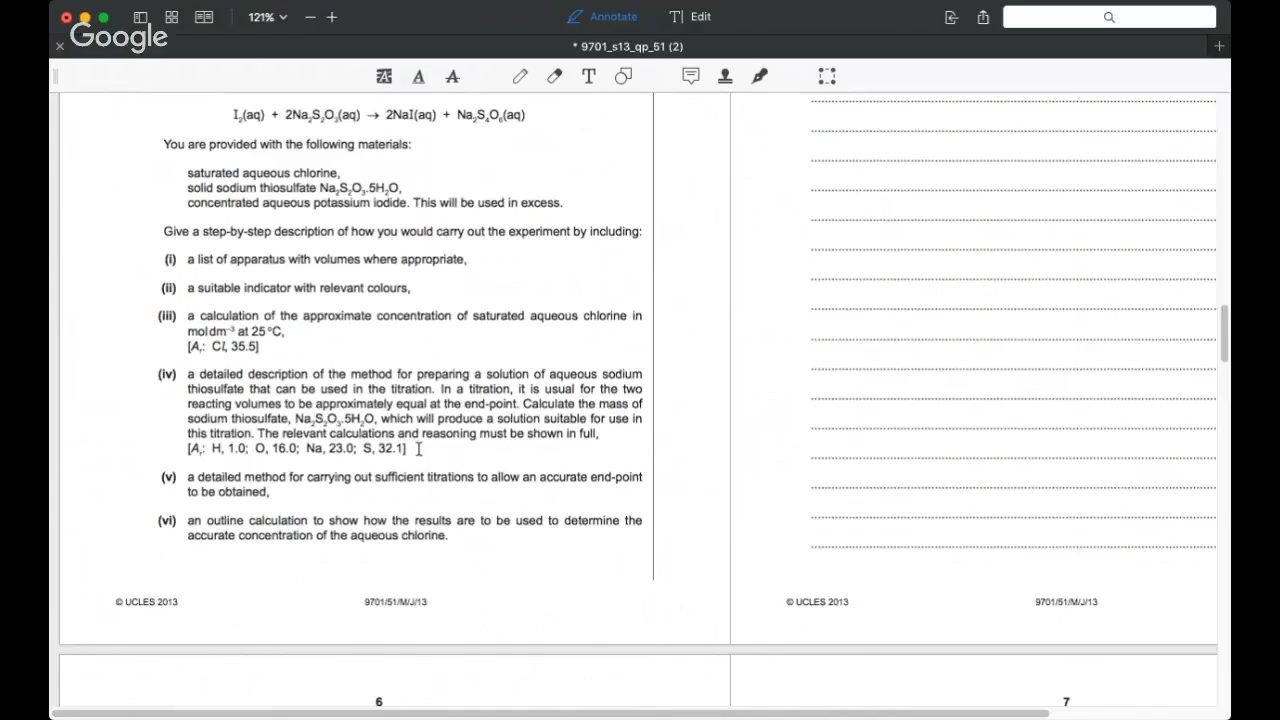 121%
Annotate
T Edit
Google
* 9701_s13_qp_51 (2)
I₂(aq) + 2Na₂S₂O₃(aq) → 2NaI(aq) + Na₂S₄O₆(aq)
You are provided with the following materials:
saturated aqueous chlorine,
solid sodium thiosulfate Na₂S₂O₃.5H₂O,
concentrated aqueous potassium iodide. This will be used in excess.
Give a step-by-step description of how you would carry out the experiment by including:
(i) a list of apparatus with volumes where appropriate,
(ii) a suitable indicator with relevant colours,
(iii) a calculation of the approximate concentration of saturated aqueous chlorine in
mol dm⁻³ at 25 °C,
[Aᵣ: Cl, 35.5]
(iv) a detailed description of the method for preparing a solution of aqueous sodium
thiosulfate that can be used in the titration. In a titration, it is usual for the two
reacting volumes to be approximately equal at the end-point. Calculate the mass of
sodium thiosulfate, Na₂S₂O₃.5H₂O, which will produce a solution suitable for use in
this titration. The relevant calculations and reasoning must be shown in full,
[Aᵣ: H, 1.0; O, 16.0; Na, 23.0; S, 32.1]
(v) a detailed method for carrying out sufficient titrations to allow an accurate end-point
to be obtained,
(vi) an outline calculation to show how the results are to be used to determine the
accurate concentration of the aqueous chlorine.
© UCLES 2013 9701/51/M/J/13
© UCLES 2013 9701/51/M/J/13
6
7